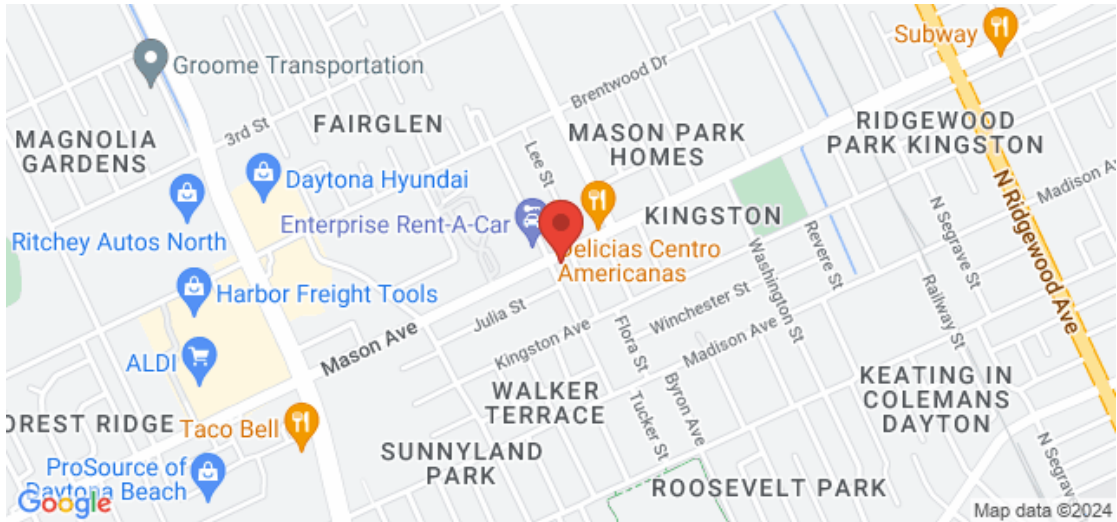 Subway
Groome Transportation
Brentwood Dr
3rd St
FAIRGLEN
MAGNOLIA
GARDENS
MASON PARK
HOMES
RIDGEWOOD
PARK KINGSTON
Lee St
Daytona Hyundai
Madison Av
N Ridgewood Ave
N Segrave St
KINGSTON
Enterprise Rent-A-Car
Ritchey Autos North
Delicias Centro
Americanas
Washington St
Revere St
Harbor Freight Tools
Julia St
Mason Ave
Kingston Ave
Flora St
Winchester St
Madison Ave
Railway St
ALDI
WALKER
TERRACE
Byron Ave
Tucker St
KEATING IN
COLEMANS
DAYTON
OREST RIDGE
Taco Bell
SUNNYLAND
PARK
N Segrave
ProSource of
Daytona Beach
ROOSEVELT PARK
Google
Map data ©2024